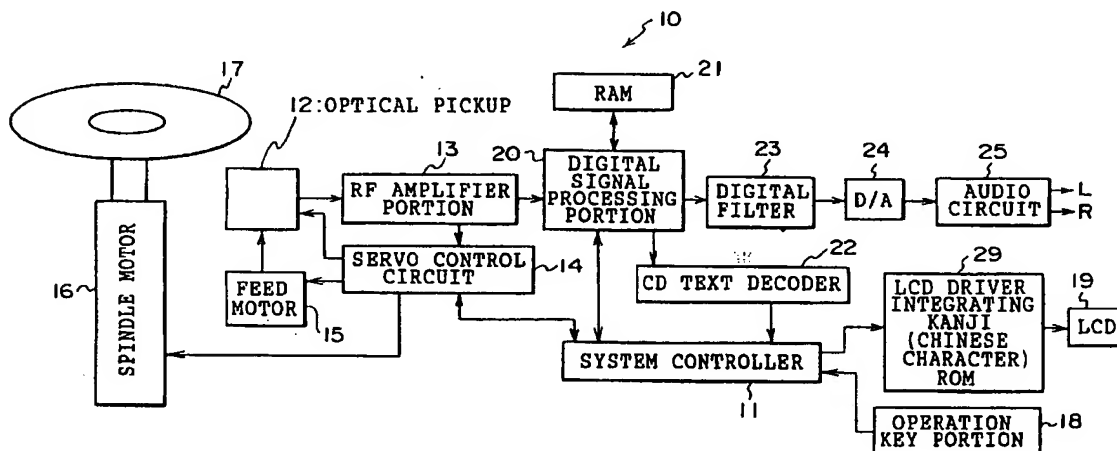 10
17
12:OPTICAL PICKUP
21
RAM
13
RF AMPLIFIER
PORTION
20
DIGITAL
SIGNAL
PROCESSING
PORTION
23
DIGITAL
FILTER
24
D/A
25
AUDIO
CIRCUIT
L
R
16
SPINDLE MOTOR
SERVO CONTROL
CIRCUIT
14
FEED
MOTOR
15
22
CD TEXT DECODER
29
LCD DRIVER
INTEGRATING
KANJI
(CHINESE
CHARACTER)
ROM
19
LCD
SYSTEM CONTROLLER
11
OPERATION
KEY PORTION
18